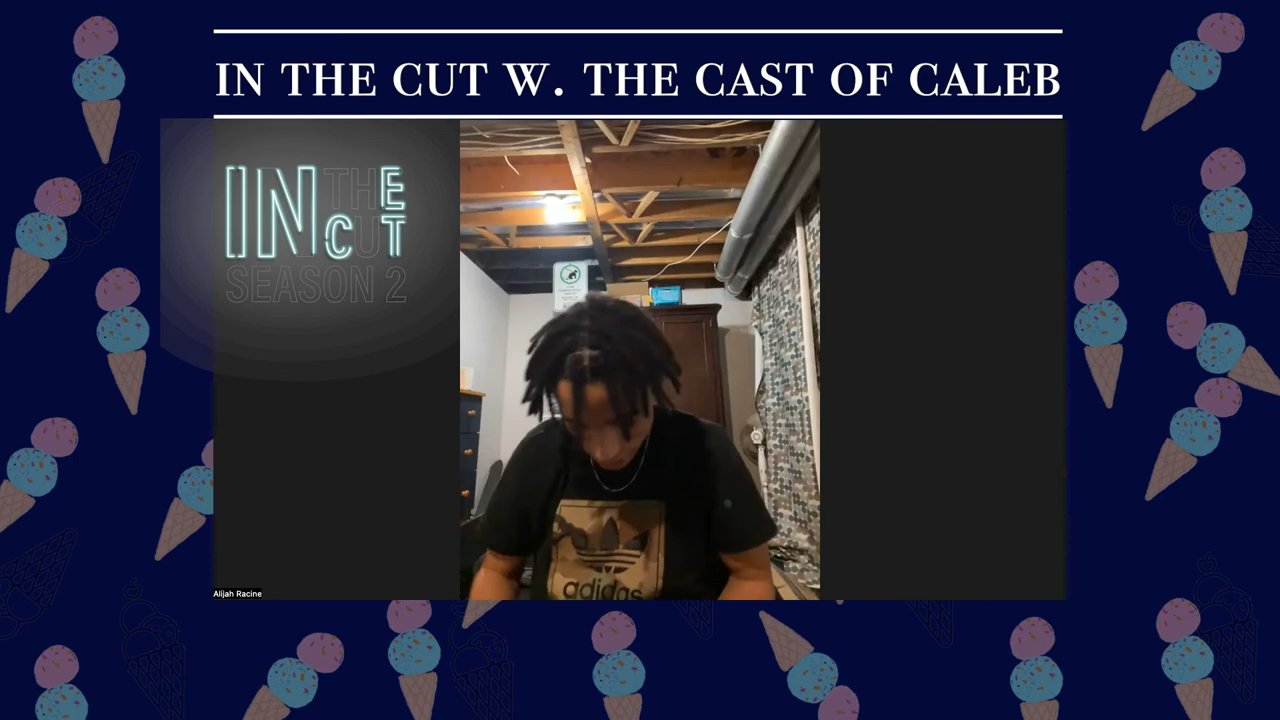 IN THE CUT W. THE CAST OF CALEB
IN THE
CUT
SEASON 2
adidas
Alijah Racine